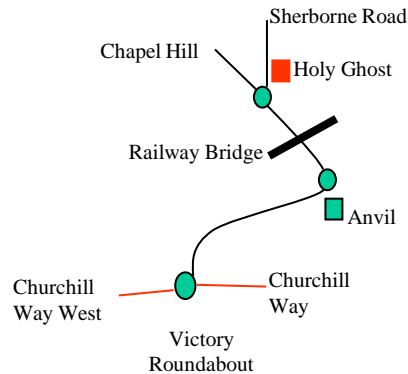 Sherborne Road
Chapel Hill
Holy Ghost
Railway Bridge
Anvil
Churchill
Way West
Churchill
Way
Victory
Roundabout